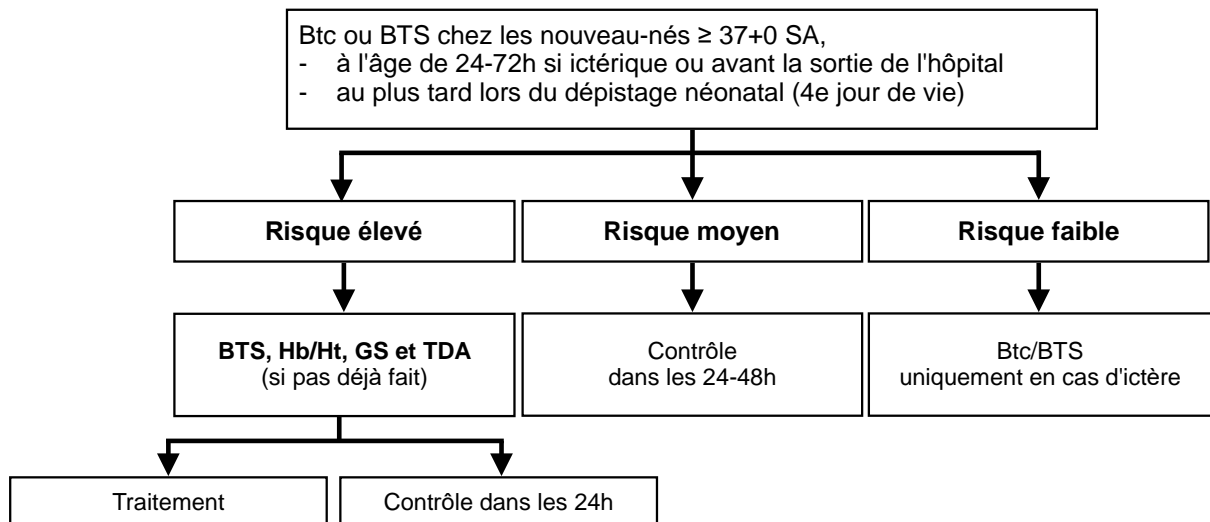 Btc ou BTS chez les nouveau-nés ≥ 37+0 SA,
- à l'âge de 24-72h si ictérique ou avant la sortie de l'hôpital
- au plus tard lors du dépistage néonatal (4e jour de vie)
Risque élevé
Risque moyen
Risque faible
BTS, Hb/Ht, GS et TDA
(si pas déjà fait)
Contrôle
dans les 24-48h
Btc/BTS
uniquement en cas d'ictère
Traitement
Contrôle dans les 24h